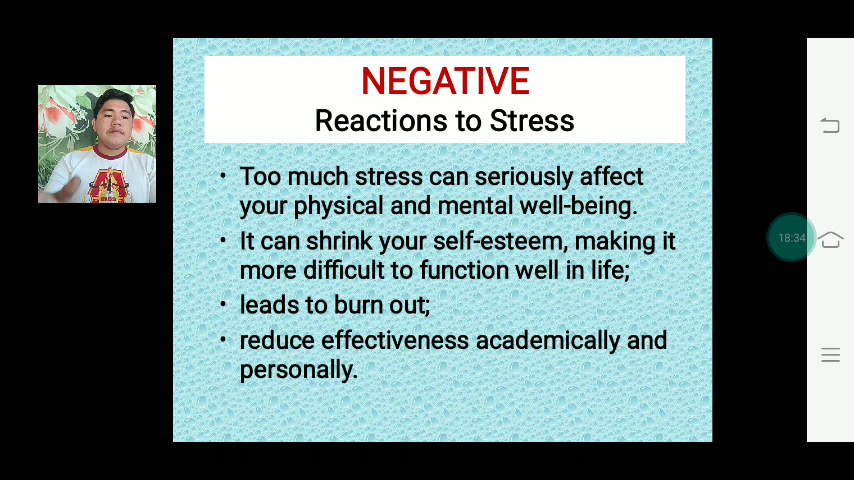 NEGATIVE
Reactions to Stress
• Too much stress can seriously affect
your physical and mental well-being.
• It can shrink your self-esteem, making it
more difficult to function well in life;
• leads to burn out;
• reduce effectiveness academically and
personally.
18:34